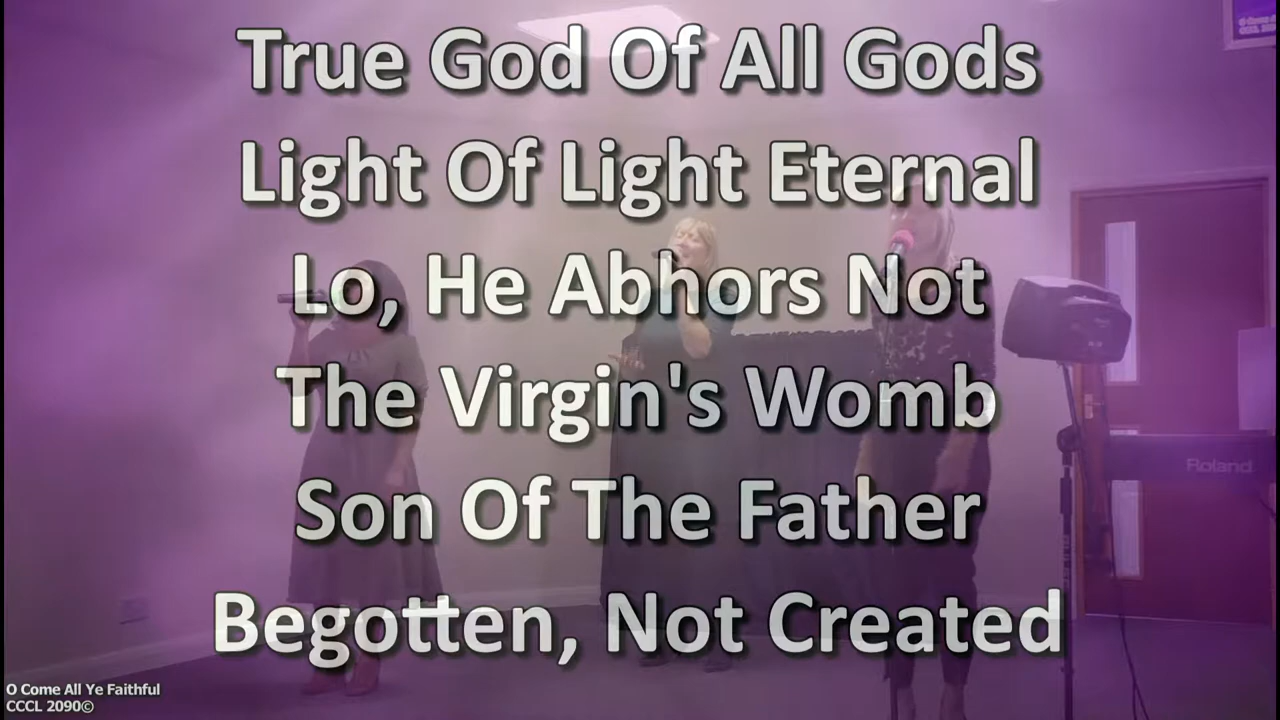 True God Of All Gods
Light Of Light Eternal
Lo, He Abhors Not
The Virgin's Womb
Son Of The Father
Begotten, Not Created
Roland
O Come All Ye Faithful
CCCL 2090©